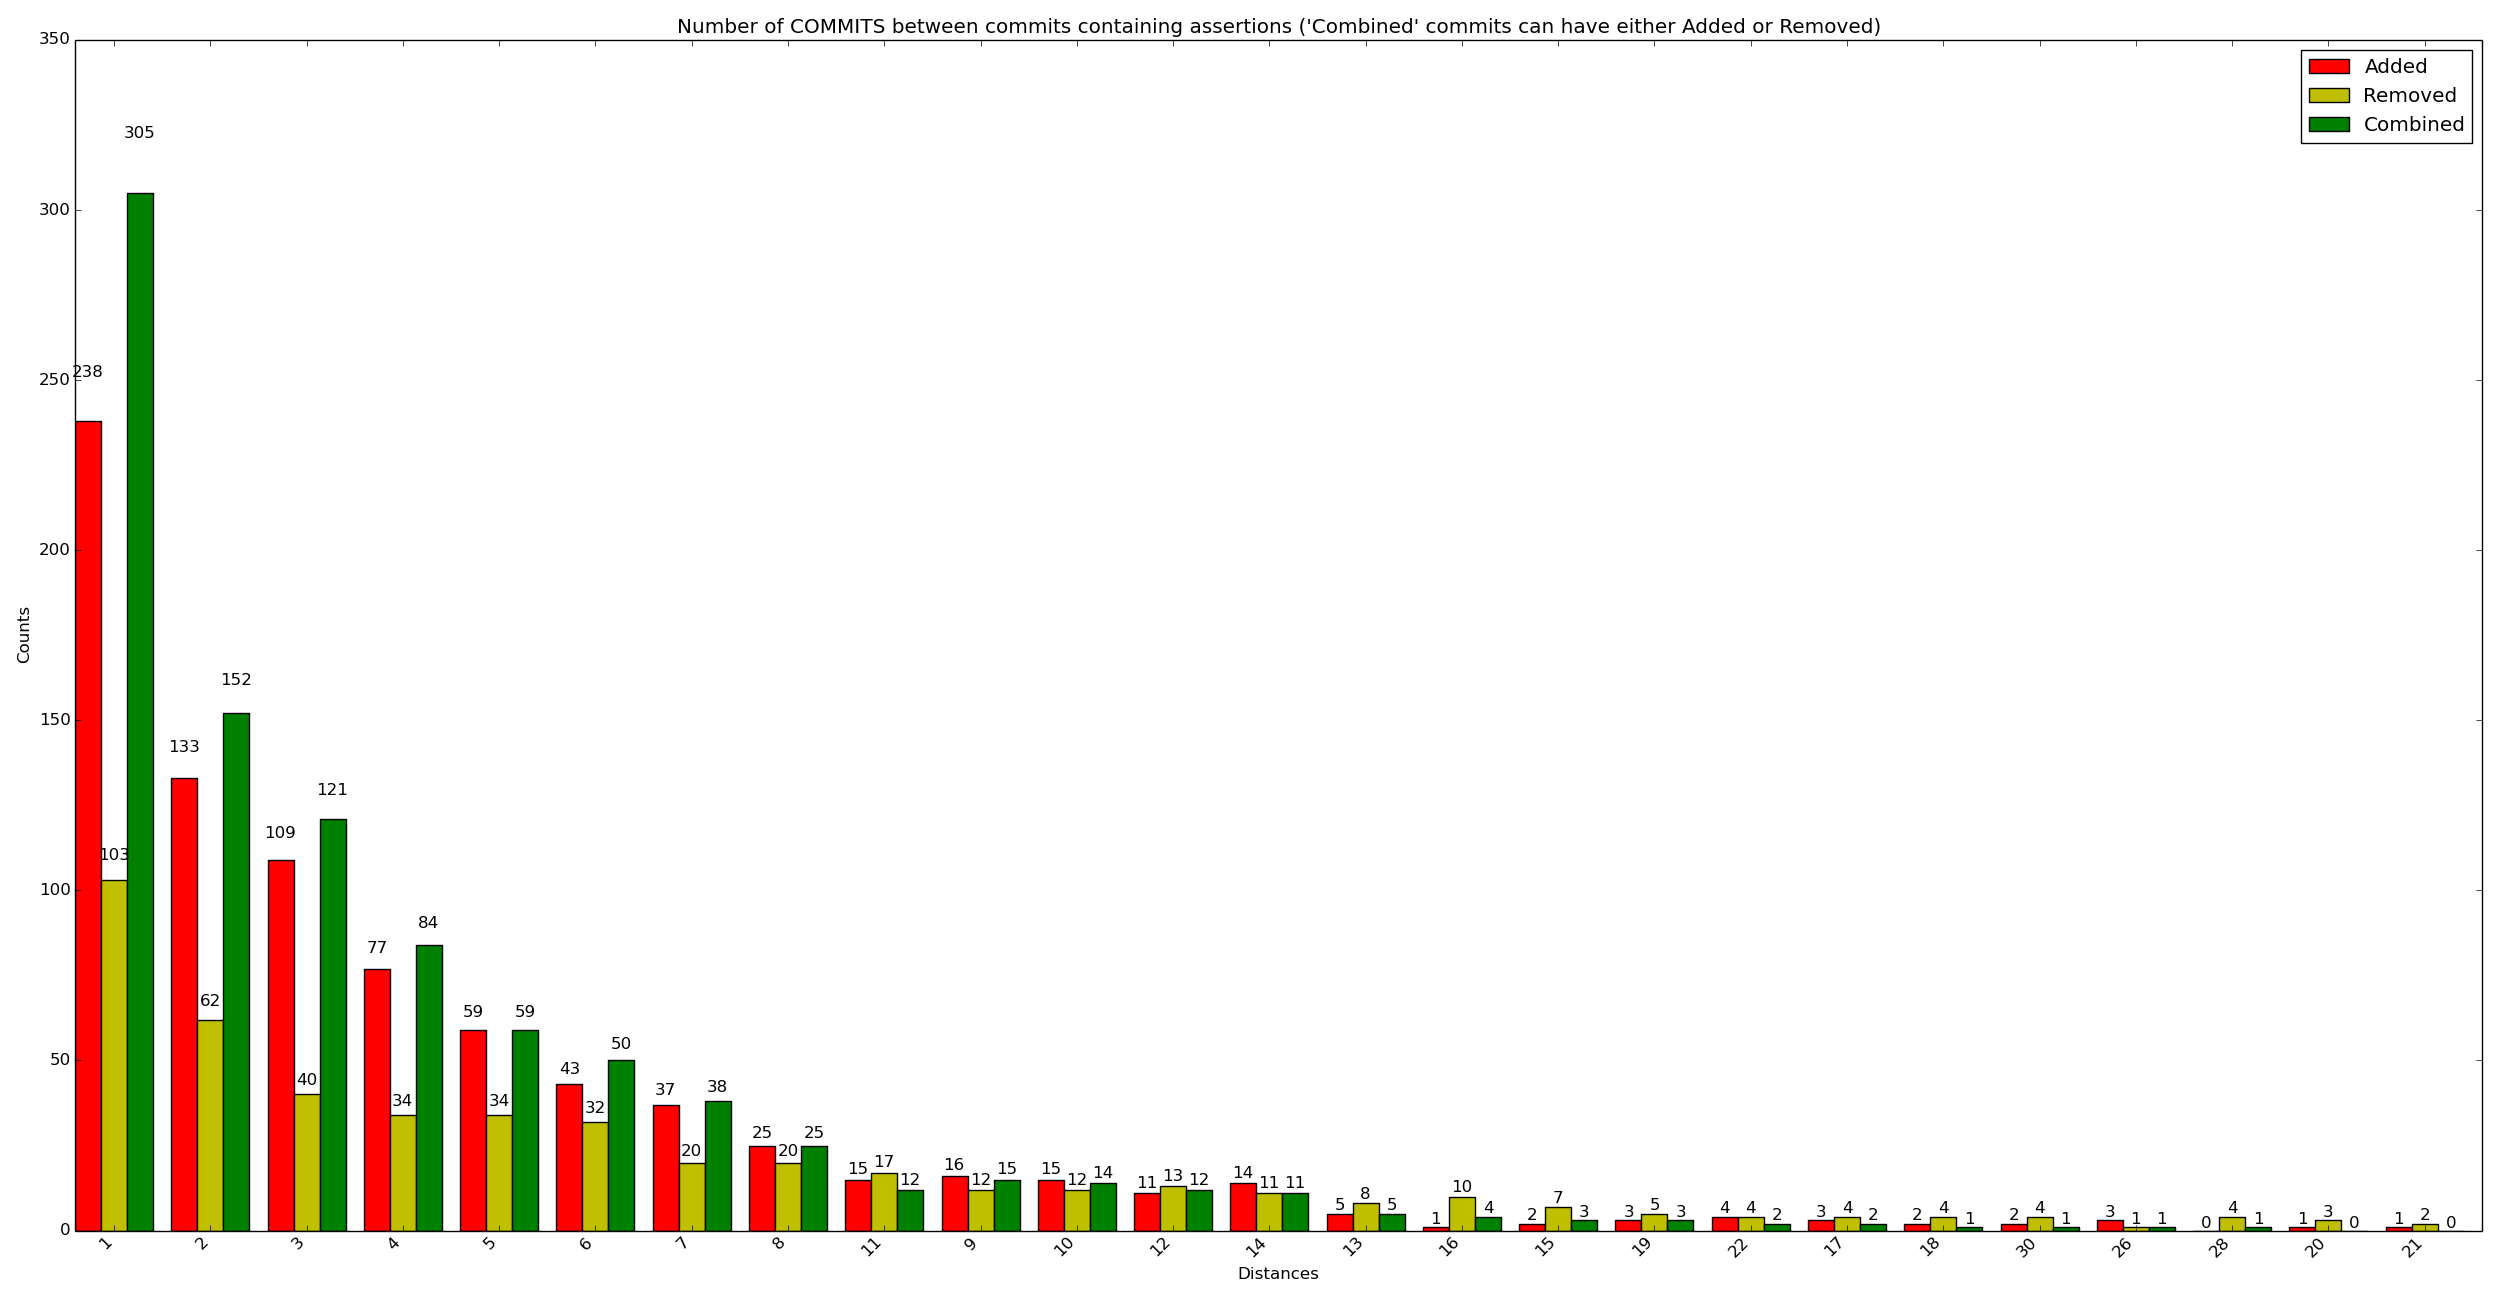 Number of COMMITS between commits containing assertions ('Combined' commits can have either Added or Removed)
Added
Removed
Combined
Counts
350
300
250
200
150
100
50
0
238 103 305
133 62 152
109 40 121
77 34 84
59 34 59
43 32 50
37 20 38
25 20 25
15 17 12
16 12 15
15 12 14
11 13 12
14 11 11
5 8 5
1 10 4
2 7 3
3 5 3
4 4 2
3 4 2
2 4 1
2 4 1
3 1 1
0 4 1
1 3 0
1 2 0
1 2 3 4 5 6 7 8 11 9 10 12 14 13 16 15 19 22 17 18 30 26 28 20 21
Distances